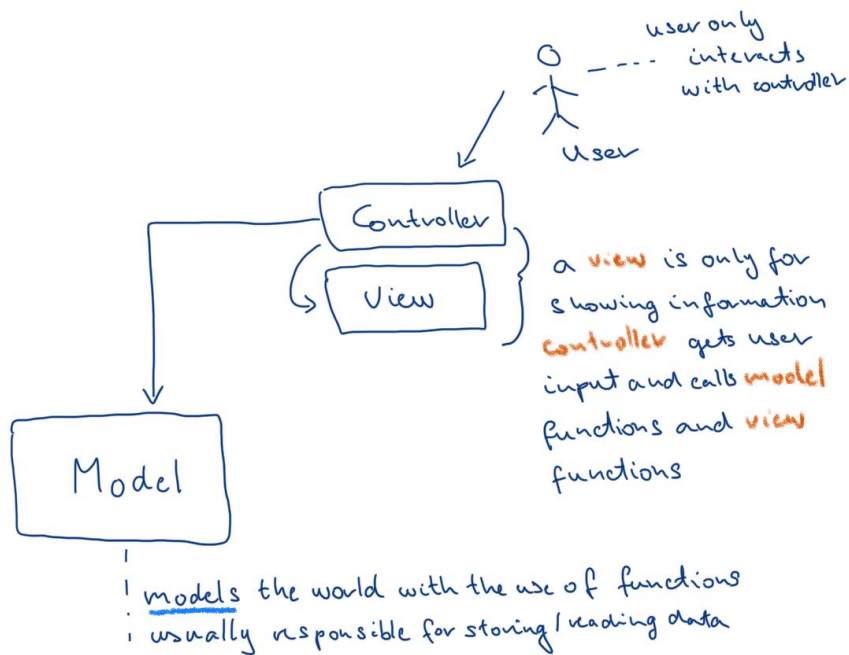 user only
interacts
with controller
User
Controller
View
a view is only for
showing information
controller gets user
input and calls model
functions and view
functions
Model
models the world with the use of functions
usually responsible for storing/reading data